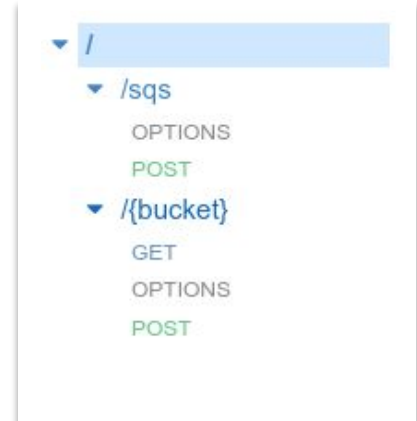 /
/sqs
OPTIONS
POST
/{bucket}
GET
OPTIONS
POST